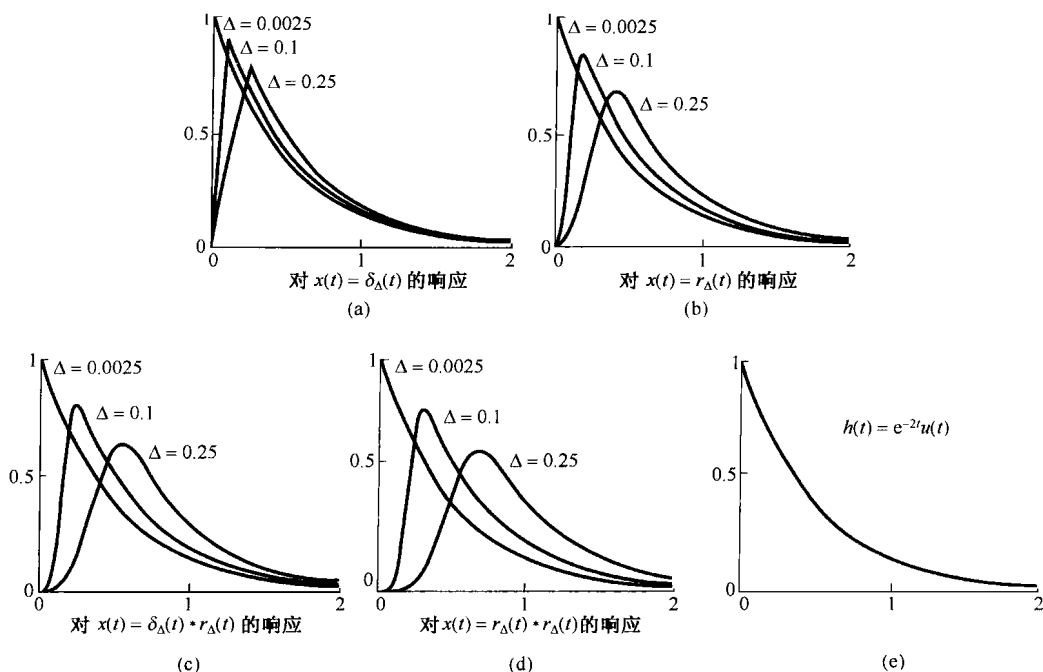 1
Δ = 0.0025
Δ = 0.1
Δ = 0.25
0.5
0
1
2
对 x(t) = δ_Δ(t) 的响应
(a)
1
Δ = 0.0025
Δ = 0.1
Δ = 0.25
0.5
0
0
1
2
对 x(t) = r_Δ(t) 的响应
(b)
1
Δ = 0.0025
Δ = 0.1
Δ = 0.25
0.5
0
0
1
2
对 x(t) = δ_Δ(t) * r_Δ(t) 的响应
(c)
1
Δ = 0.0025
Δ = 0.1
Δ = 0.25
0.5
0
0
1
2
对 x(t) = r_Δ(t) * r_Δ(t) 的响应
(d)
1
h(t) = e^{-2t}u(t)
0.5
0
0
1
2
(e)